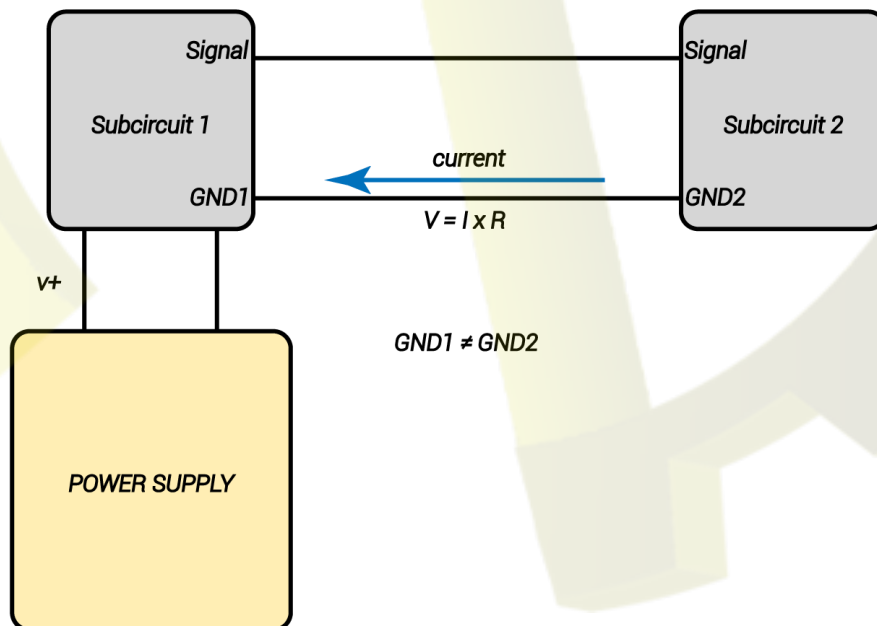 Signal
Signal
Subcircuit 1
Subcircuit 2
current
GND1
GND2
V = I x R
v+
GND1 ≠ GND2
POWER SUPPLY